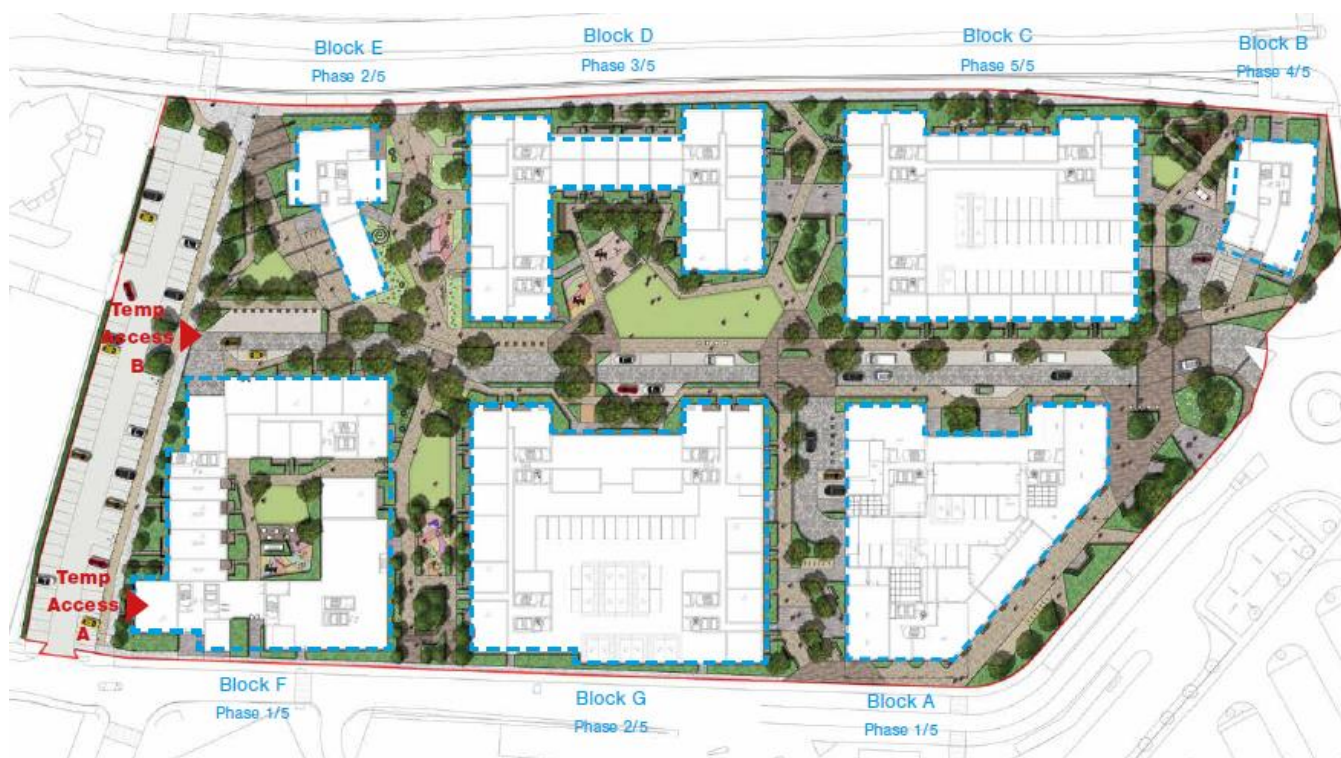 Block E
Phase 2/5
Block D
Phase 3/5
Block C
Phase 5/5
Block B
Phase 4/5
Temp
Access
B
Temp
Access
A
Block F
Phase 1/5
Block G
Phase 2/5
Block A
Phase 1/5